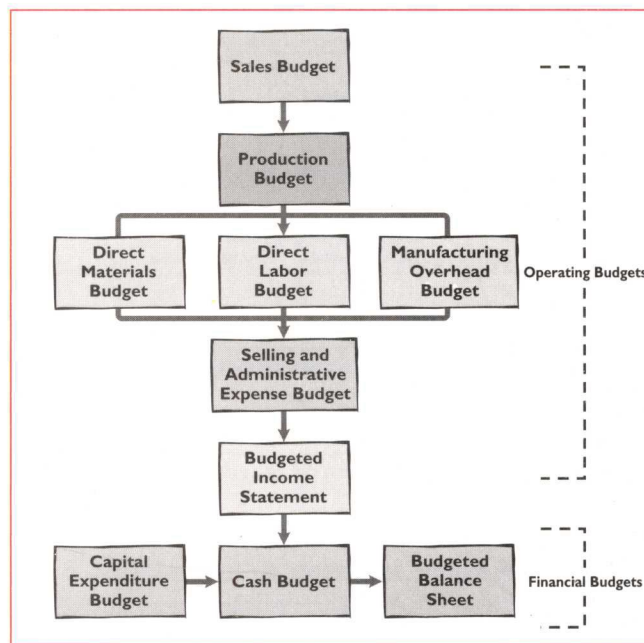 Sales Budget
Production
Budget
Direct
Materials
Budget
Direct
Labor
Budget
Manufacturing
Overhead
Budget
Operating Budgets
Selling and
Administrative
Expense Budget
Budgeted
Income
Statement
Capital
Expenditure
Budget
Cash Budget
Budgeted
Balance
Sheet
Financial Budgets